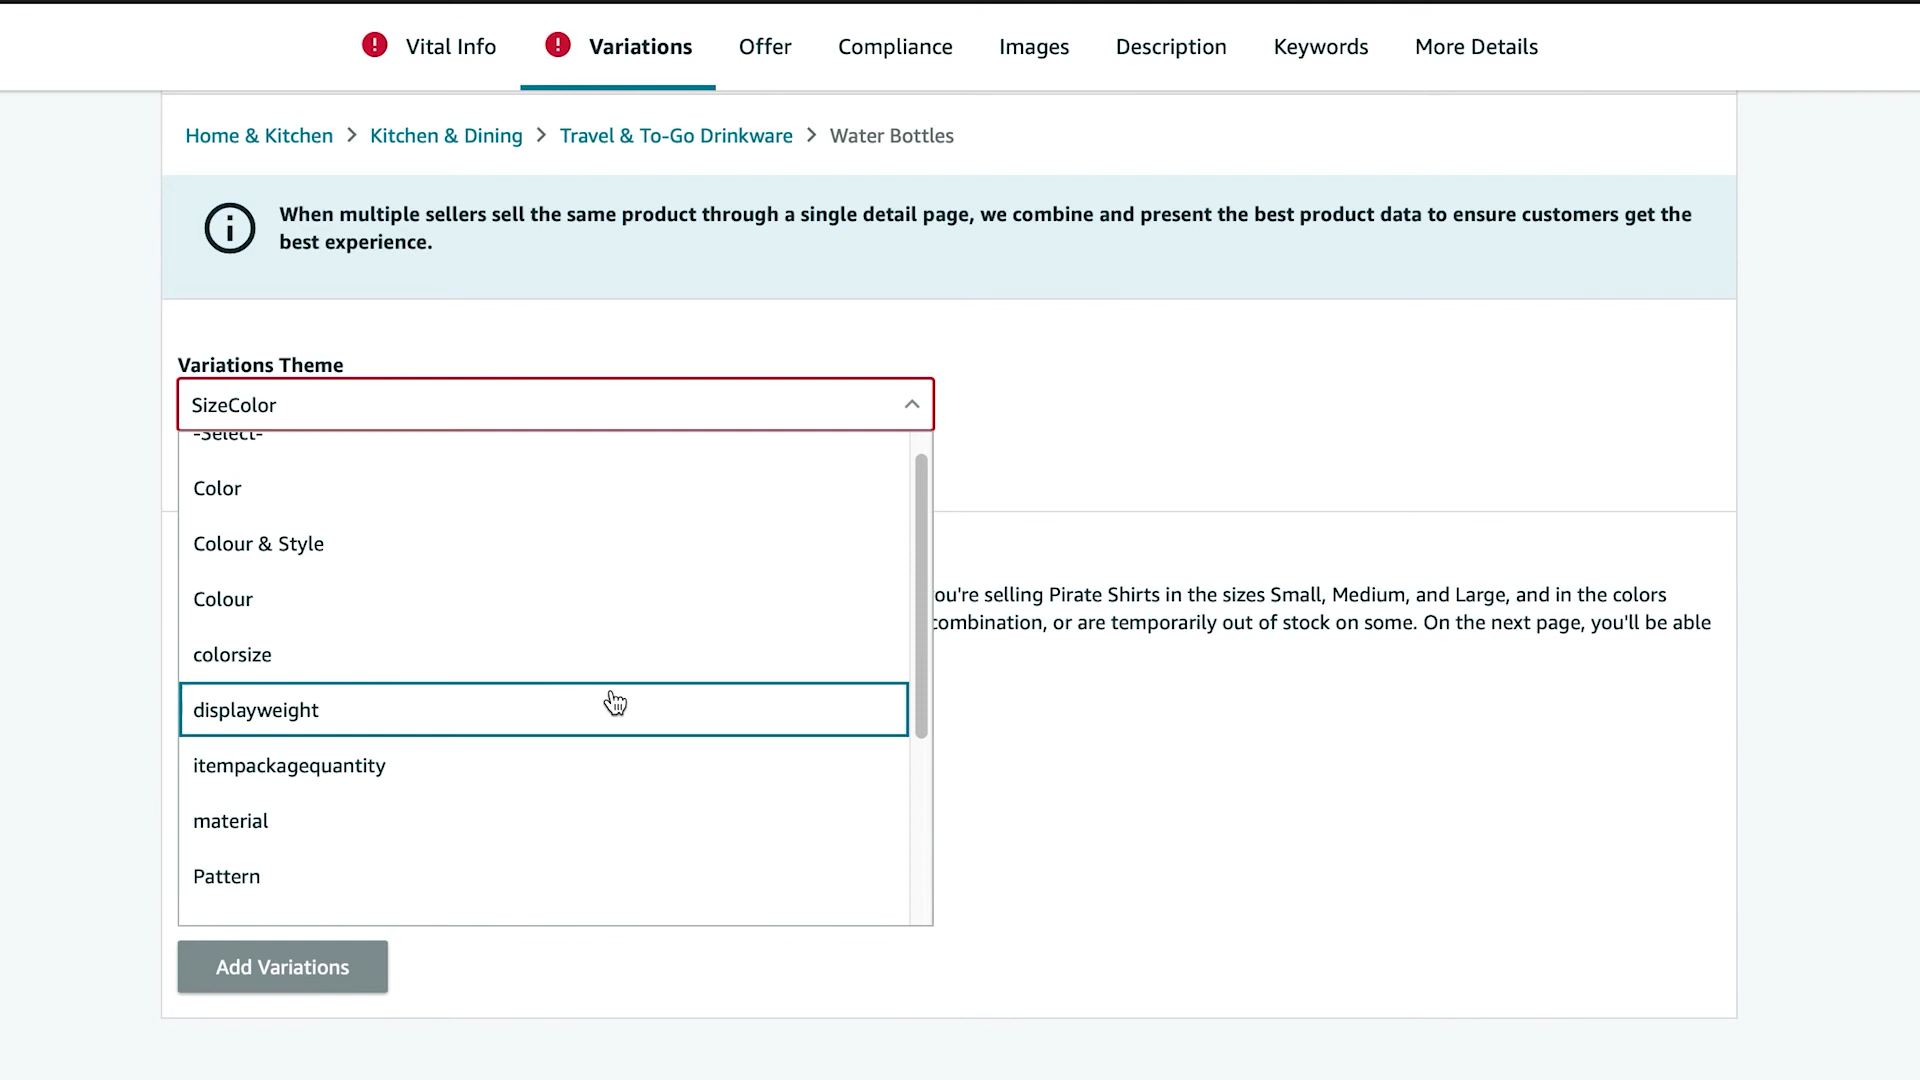 ! Vital Info ! Variations Offer Compliance Images Description Keywords More Details
Home & Kitchen > Kitchen & Dining > Travel & To-Go Drinkware > Water Bottles
When multiple sellers sell the same product through a single detail page, we combine and present the best product data to ensure customers get the
best experience.
Variations Theme
SizeColor
-Select-
Color
Colour & Style
Colour
ou're selling Pirate Shirts in the sizes Small, Medium, and Large, and in the colors
combination, or are temporarily out of stock on some. On the next page, you'll be able
colorsize
displayweight
itempackagequantity
material
Pattern
Add Variations